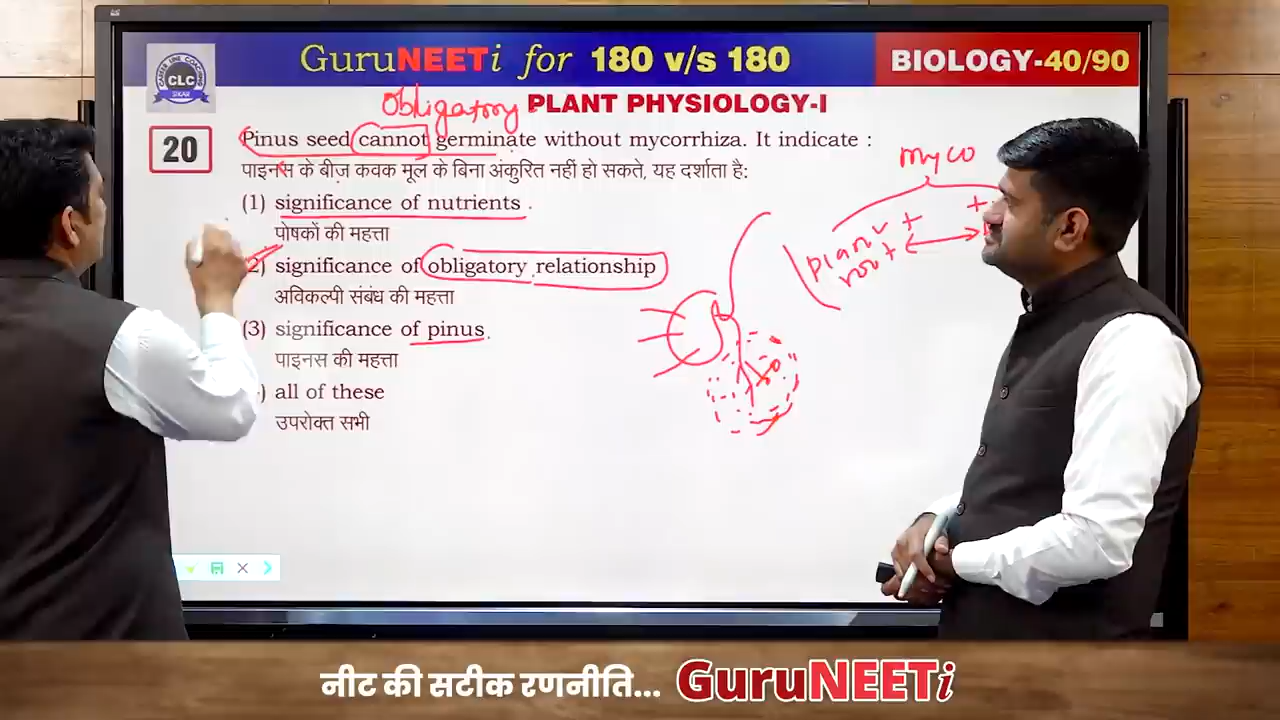 GuruNEETi for 180 v/s 180
BIOLOGY-40/90
CLC
SIKAR
Obligatory
PLANT PHYSIOLOGY-I
20
Pinus seed cannot germinate without mycorrhiza. It indicate :
पाइनस के बीज कवक मूल के बिना अंकुरित नहीं हो सकते, यह दर्शाता है:
(1) significance of nutrients .
पोषकों की महत्ता
2) significance of obligatory relationship
अविकल्पी संबंध की महत्ता
(3) significance of pinus.
पाइनस की महत्ता
) all of these
उपरोक्त सभी
myco
plant + +
root
नीट की सटीक रणनीति... GuruNEETi